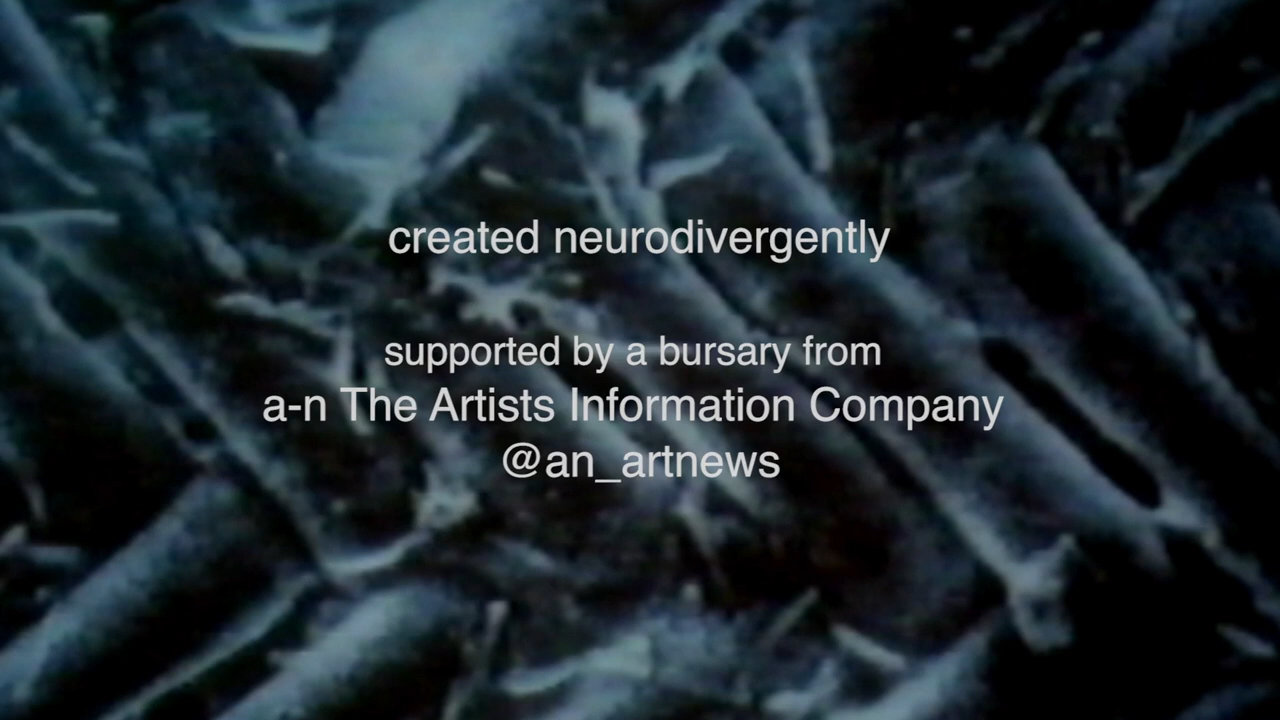 created neurodivergently
supported by a bursary from
a-n The Artists Information Company
@an_artnews